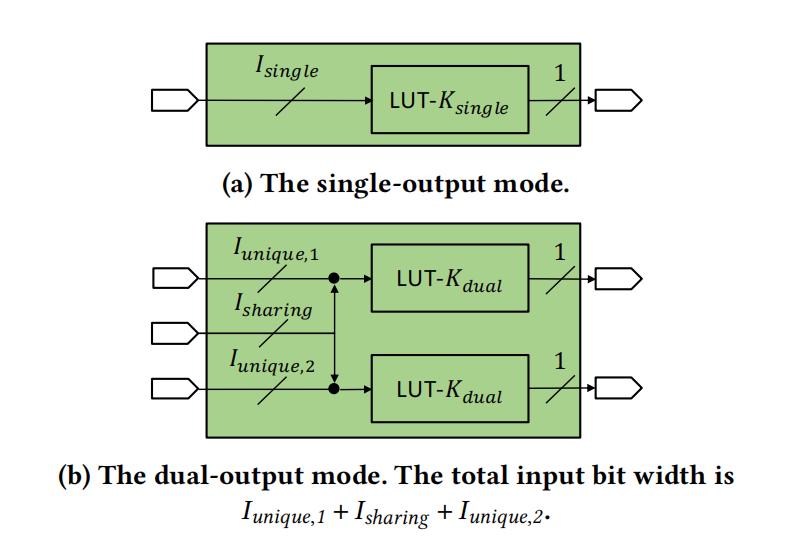 I_single
1
LUT-K_single
(a) The single-output mode.
I_unique,1
1
LUT-K_dual
I_sharing
I_unique,2
1
LUT-K_dual
(b) The dual-output mode. The total input bit width is
I_unique,1 + I_sharing + I_unique,2.